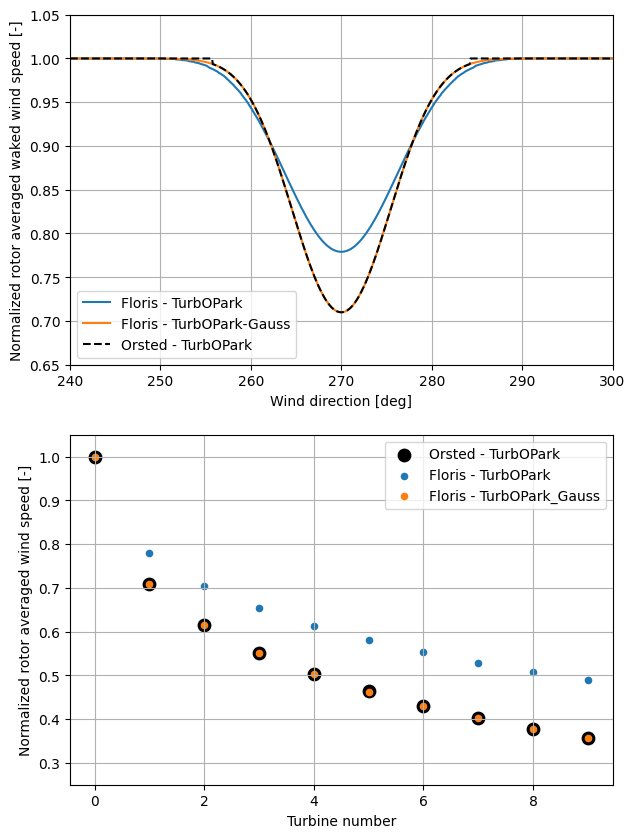 Normalized rotor averaged waked wind speed [-]
1.05
1.00
0.95
0.90
0.85
0.80
0.75
0.70
0.65
Floris - TurbOPark
Floris - TurbOPark-Gauss
Orsted - TurbOPark
240 250 260 270 280 290 300
Wind direction [deg]
Normalized rotor averaged wind speed [-]
1.0
0.9
0.8
0.7
0.6
0.5
0.4
0.3
Orsted - TurbOPark
Floris - TurbOPark
Floris - TurbOPark_Gauss
0 2 4 6 8
Turbine number